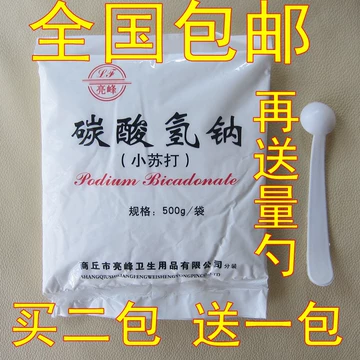 全国包邮
L.F
亮峰
碳酸氢钠
(小苏打)
Podium Bicadonate
规格：500g/袋
商丘市亮峰卫生用品有限公司分装
再送量勺
买二包 送一包